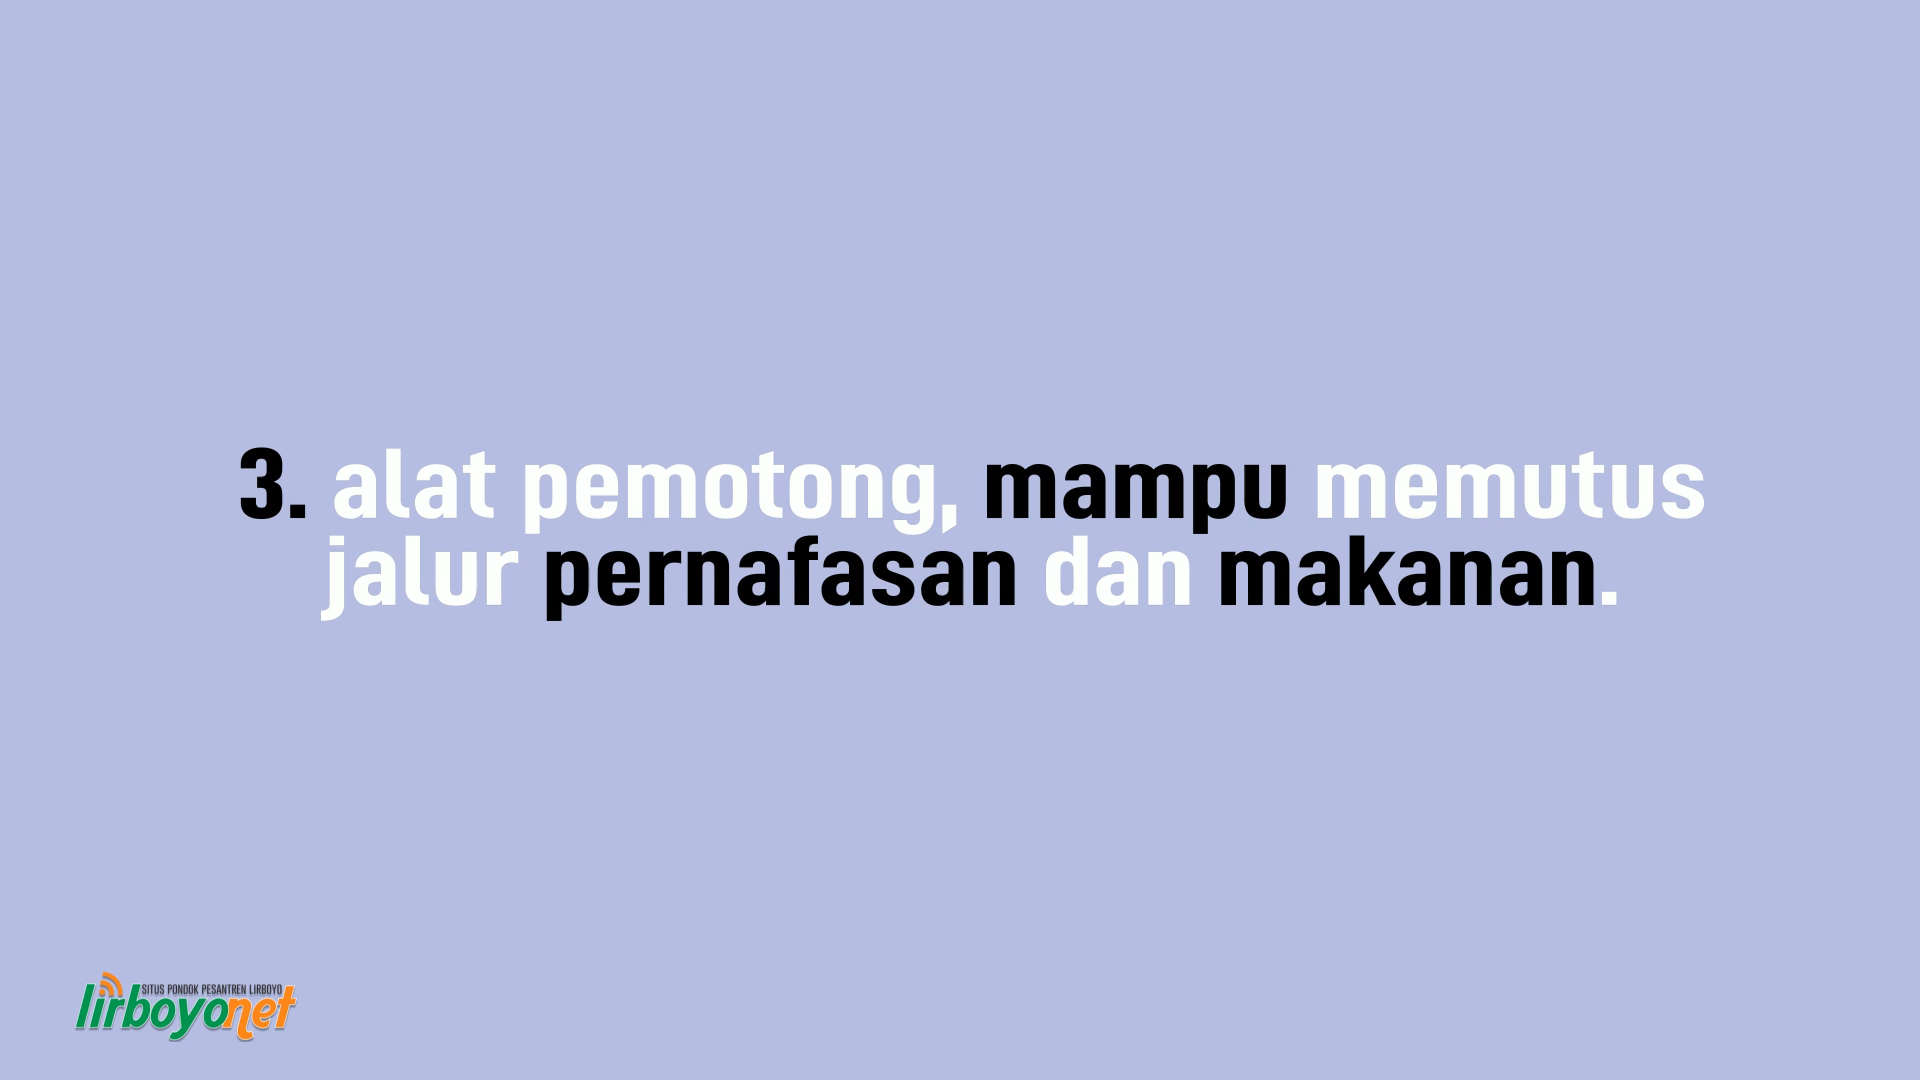 3. alat pemotong, mampu memutus
jalur pernafasan dan makanan.
SITUS PONDOK PESANTREN LIRBOYO
lirboyonet